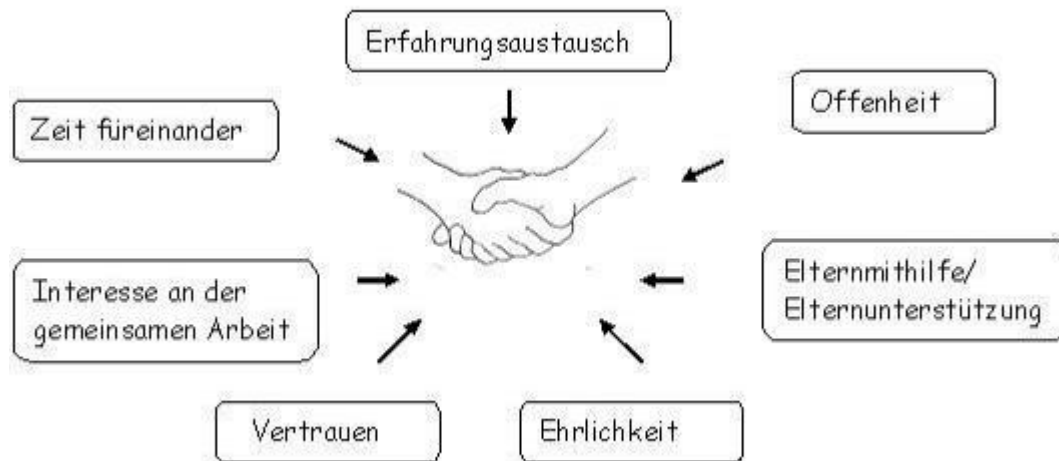 Erfahrungsaustausch
Offenheit
Zeit füreinander
Elternmithilfe/
Elternunterstützung
Interesse an der
gemeinsamen Arbeit
Vertrauen
Ehrlichkeit